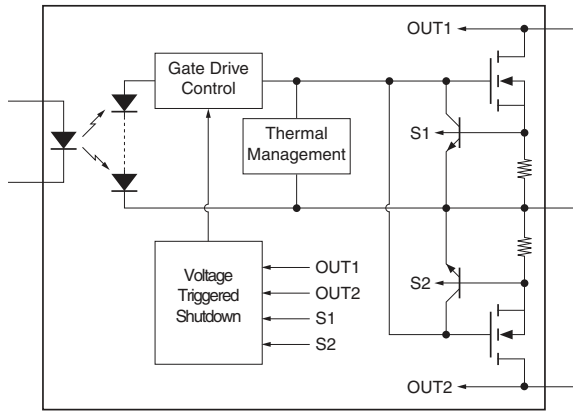 OUT1
Gate Drive
Control
S1
Thermal
Management
Voltage
Triggered
Shutdown
OUT1
OUT2
S1
S2
S2
OUT2